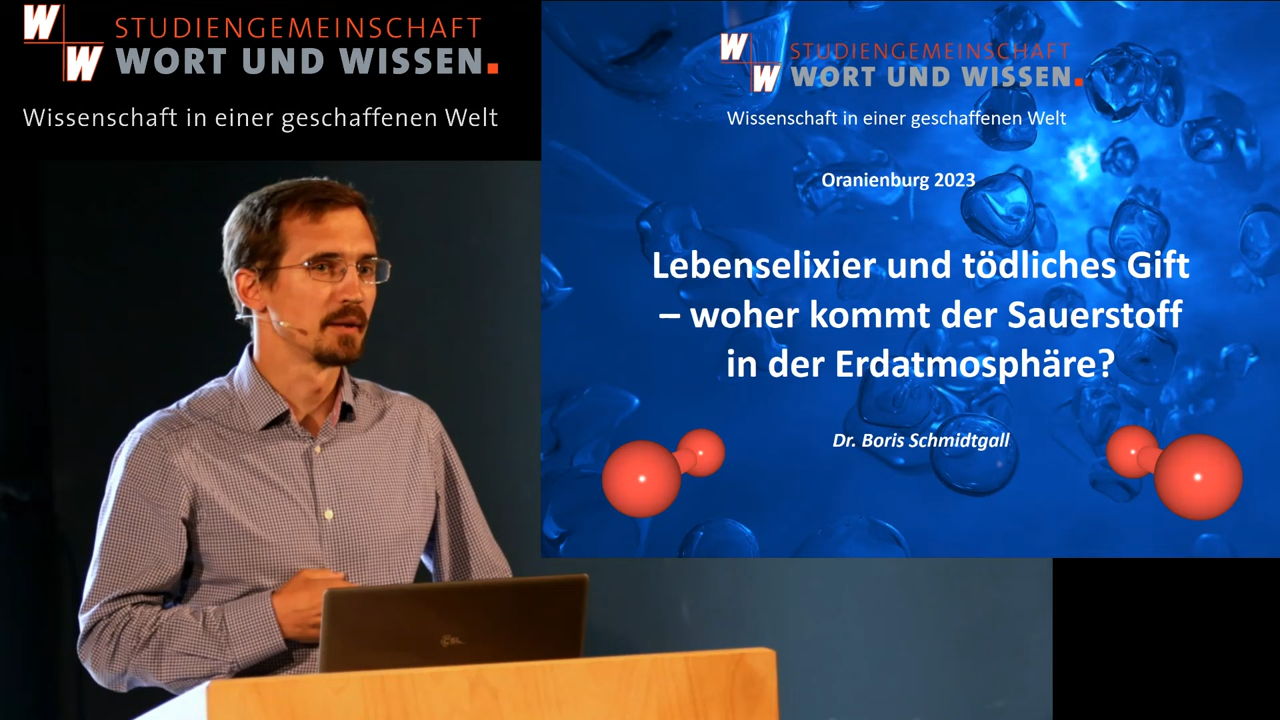 W
W
STUDIENGEMEINSCHAFT
WORT UND WISSEN.
Wissenschaft in einer geschaffenen Welt
W
W
STUDIENGEMEINSCHAFT
WORT UND WISSEN.
Wissenschaft in einer geschaffenen Welt
Oranienburg 2023
Lebenselixier und tödliches Gift
– woher kommt der Sauerstoff
in der Erdatmosphäre?
Dr. Boris Schmidtgall